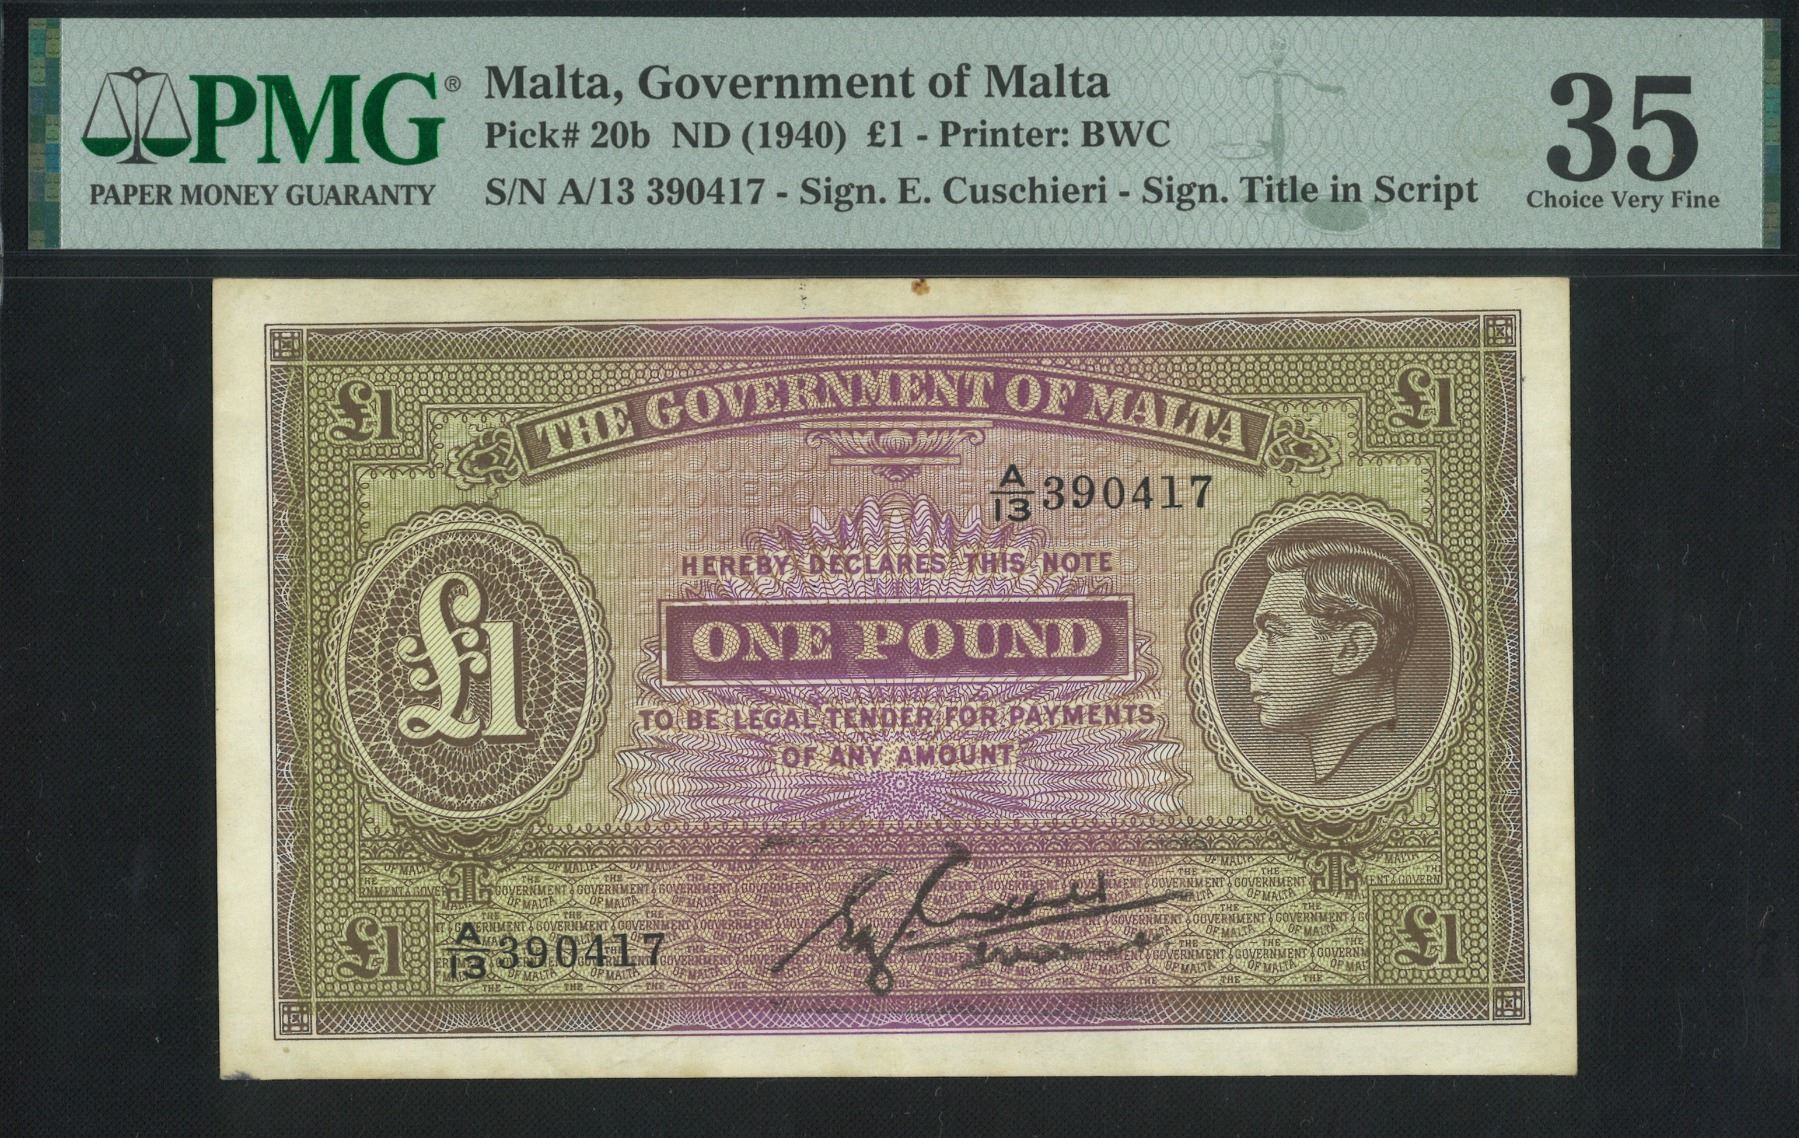 PMG®
PAPER MONEY GUARANTY
Malta, Government of Malta
Pick# 20b ND (1940) £1 - Printer: BWC
S/N A/13 390417 - Sign. E. Cuschieri - Sign. Title in Script
35
Choice Very Fine
£1
THE GOVERNMENT OF MALTA
£1
A/13 390417
HEREBY DECLARES THIS NOTE
£1
ONE POUND
TO BE LEGAL TENDER FOR PAYMENTS
OF ANY AMOUNT
£1
A/13 390417
£1